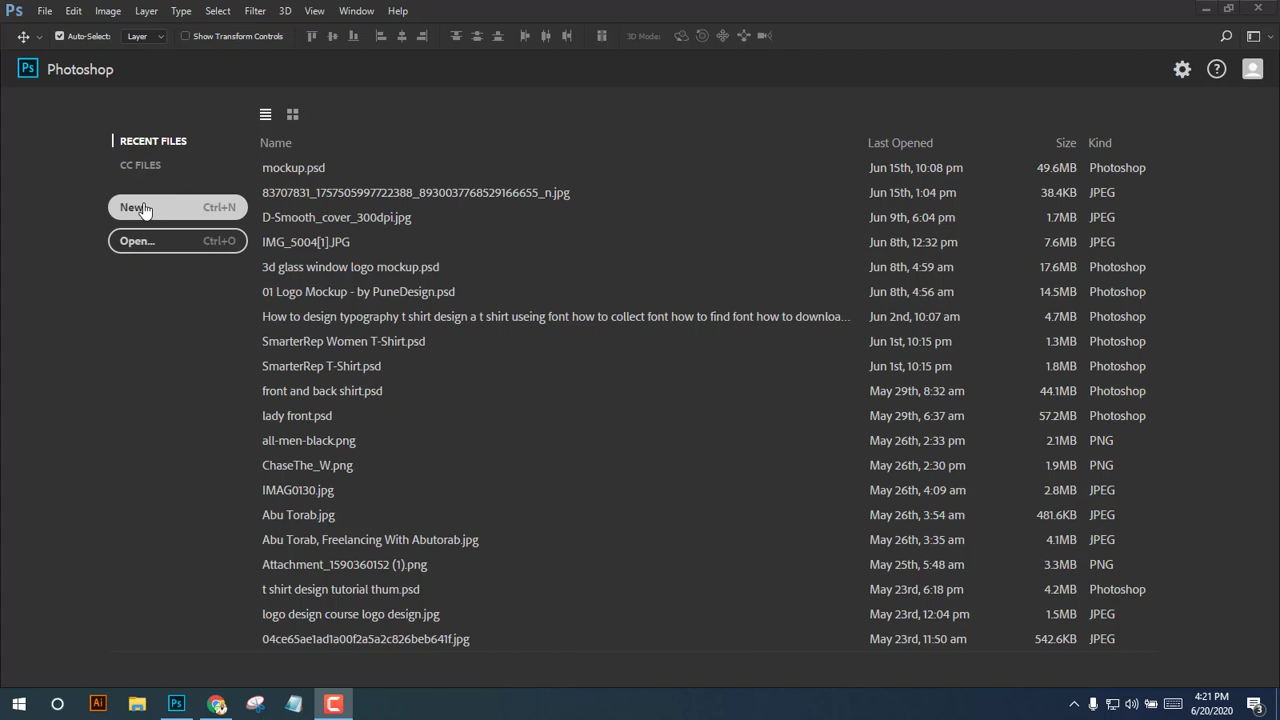 Ps File Edit Image Layer Type Select Filter 3D View Window Help
Auto-Select: Layer Show Transform Controls 3D Mode:
Ps Photoshop
RECENT FILES
CC FILES
New Ctrl+N
Open... Ctrl+O
Name Last Opened Size Kind
mockup.psd Jun 15th, 10:08 pm 49.6MB Photoshop
83707831_1757505997722388_8930037768529166655_n.jpg Jun 15th, 1:04 pm 38.4KB JPEG
D-Smooth_cover_300dpi.jpg Jun 9th, 6:04 pm 1.7MB JPEG
IMG_5004[1].JPG Jun 8th, 12:32 pm 7.6MB JPEG
3d glass window logo mockup.psd Jun 8th, 4:59 am 17.6MB Photoshop
01 Logo Mockup - by PuneDesign.psd Jun 8th, 4:56 am 14.5MB Photoshop
How to design typography t shirt design a t shirt useing font how to collect font how to find font how to downloa... Jun 2nd, 10:07 am 4.7MB Photoshop
SmarterRep Women T-Shirt.psd Jun 1st, 10:15 pm 1.3MB Photoshop
SmarterRep T-Shirt.psd Jun 1st, 10:15 pm 1.8MB Photoshop
front and back shirt.psd May 29th, 8:32 am 44.1MB Photoshop
lady front.psd May 29th, 6:37 am 57.2MB Photoshop
all-men-black.png May 26th, 2:33 pm 2.1MB PNG
ChaseThe_W.png May 26th, 2:30 pm 1.9MB PNG
IMAG0130.jpg May 26th, 4:09 am 2.8MB JPEG
Abu Torab.jpg May 26th, 3:54 am 481.6KB JPEG
Abu Torab, Freelancing With Abutorab.jpg May 26th, 3:35 am 4.1MB JPEG
Attachment_1590360152 (1).png May 25th, 5:48 am 3.3MB PNG
t shirt design tutorial thum.psd May 23rd, 6:18 pm 4.2MB Photoshop
logo design course logo design.jpg May 23rd, 12:04 pm 1.5MB JPEG
04ce65ae1ad1a00f2a5a2c826beb641f.jpg May 23rd, 11:50 am 542.6KB JPEG
Ai Ps 4:21 PM
6/20/2020 3